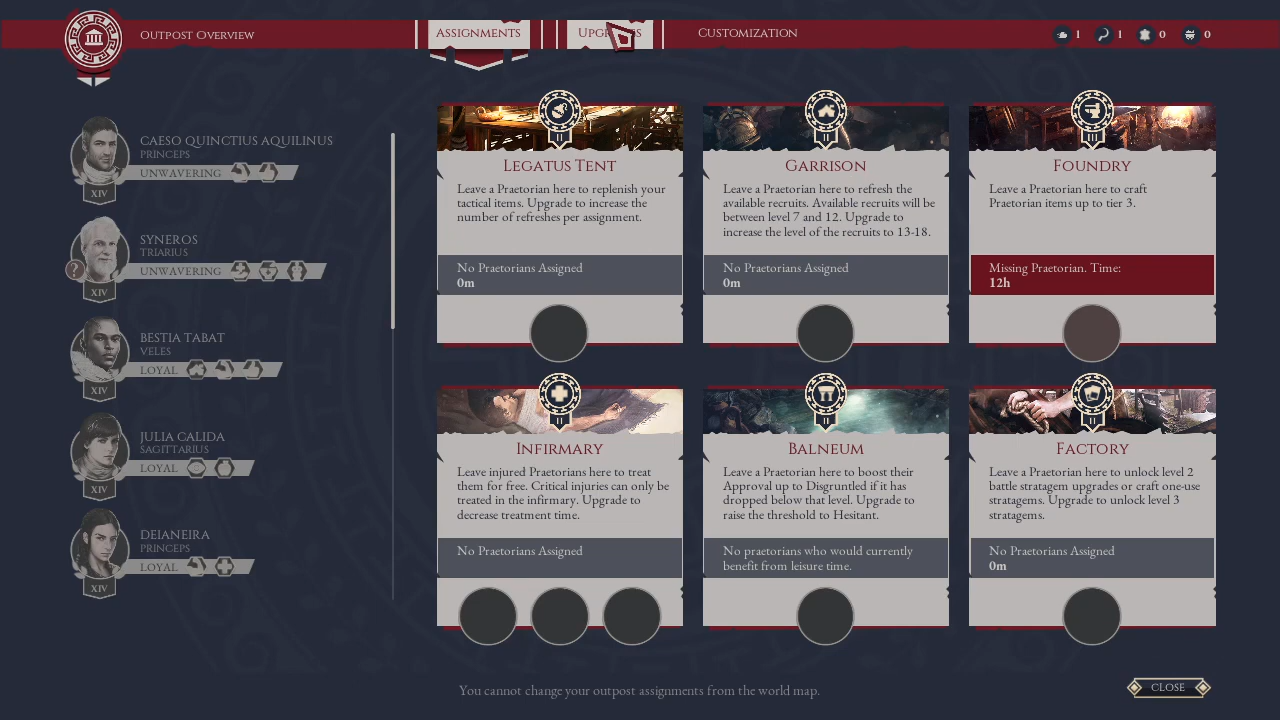 Outpost Overview
Assignments
Customization
1
1
0
0
Caeso Quinctius Aquilinus
Princeps
Unwavering
XIV
Syneros
Triarius
Unwavering
?
XIV
Bestia Tabat
Veles
Loyal
XIV
Julia Calida
Sagittarius
Loyal
XIV
Deianeira
Princeps
Loyal
XIV
II
Legatus Tent
Leave a Praetorian here to replenish your
tactical items. Upgrade to increase the
number of refreshes per assignment.
No Praetorians Assigned
0m
II
Garrison
Leave a Praetorian here to refresh the
available recruits. Available recruits will be
between level 7 and 12. Upgrade to
increase the level of the recruits to 13-18.
No Praetorians Assigned
0m
II
Foundry
Leave a Praetorian here to craft
Praetorian items up to tier 3.
Missing Praetorian. Time:
12h
II
Infirmary
Leave injured Praetorians here to treat
them for free. Critical injuries can only be
treated in the infirmary. Upgrade to
decrease treatment time.
No Praetorians Assigned
II
Balneum
Leave a Praetorian here to boost their
Approval up to Disgruntled if it has
dropped below that level. Upgrade to
raise the threshold to Hesitant.
No praetorians who would currently
benefit from leisure time.
II
Factory
Leave a Praetorian here to unlock level 2
battle stratagem upgrades or craft one-use
stratagems. Upgrade to unlock level 3
stratagems.
No Praetorians Assigned
0m
You cannot change your outpost assignments from the world map.
Close